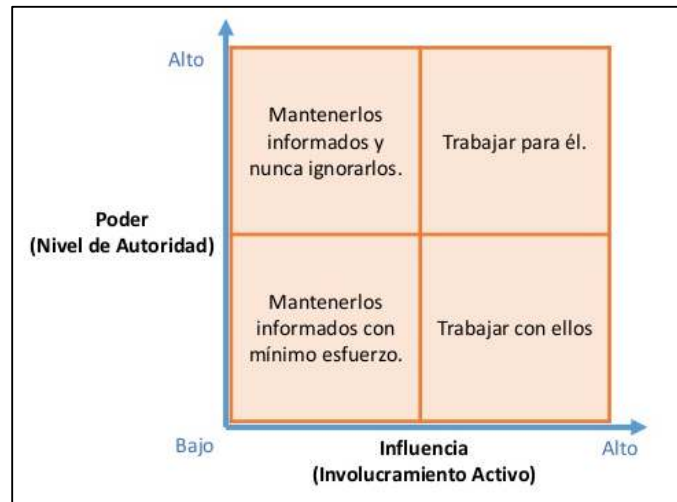 Alto
Mantenerlos
informados y
nunca ignorarlos.
Trabajar para él.
Poder
(Nivel de Autoridad)
Mantenerlos
informados con
mínimo esfuerzo.
Trabajar con ellos
Bajo
Influencia
(Involucramiento Activo)
Alto